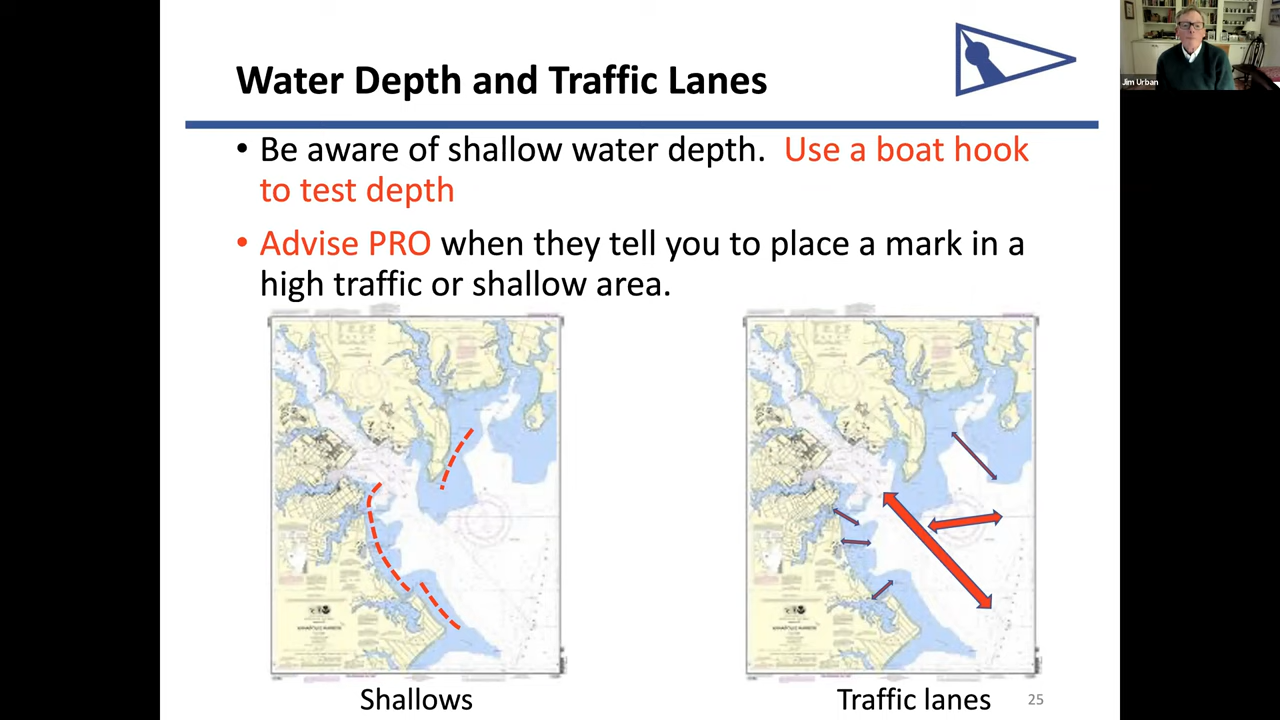 Water Depth and Traffic Lanes
• Be aware of shallow water depth. Use a boat hook
to test depth
• Advise PRO when they tell you to place a mark in a
high traffic or shallow area.
Shallows
Traffic lanes
25
Jim Urban